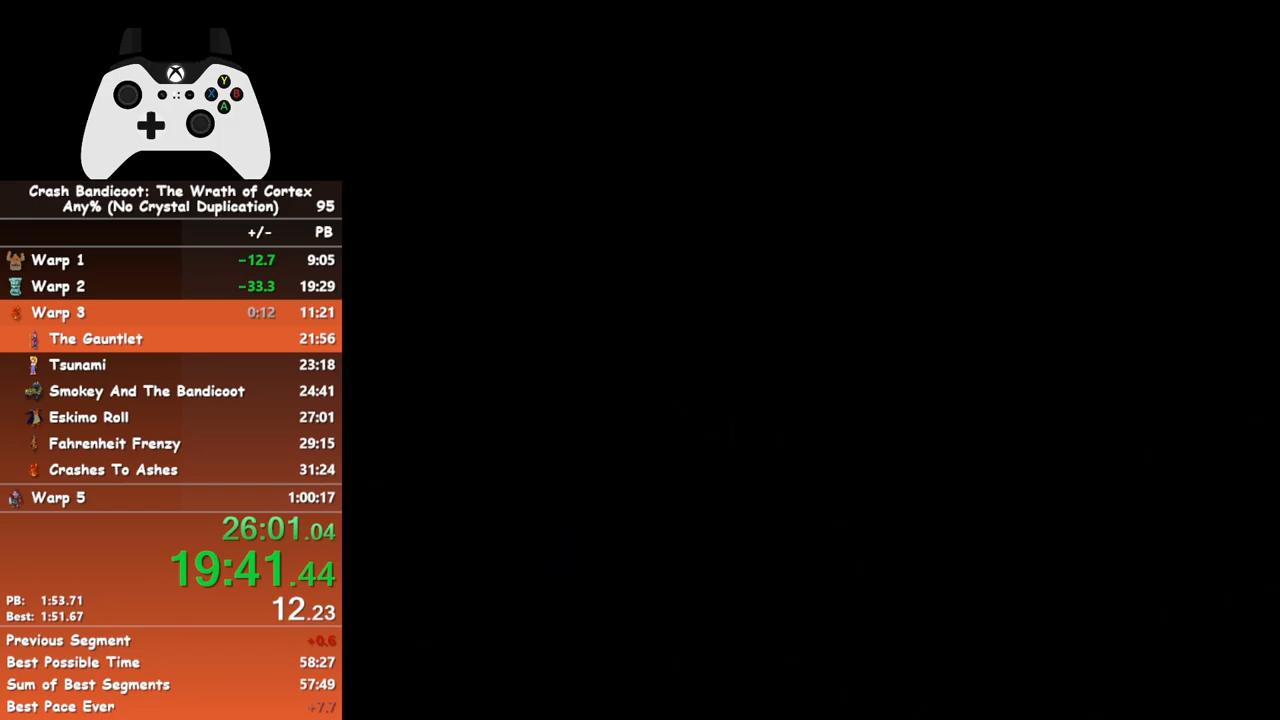 Y
X B
A
Crash Bandicoot: The Wrath of Cortex
Any% (No Crystal Duplication) 95
+/- PB
Warp 1 -12.7 9:05
Warp 2 -33.3 19:29
Warp 3 0:12 11:21
The Gauntlet 21:56
Tsunami 23:18
Smokey And The Bandicoot 24:41
Eskimo Roll 27:01
Fahrenheit Frenzy 29:15
Crashes To Ashes 31:24
Warp 5 1:00:17
26:01.04
19:41.44
PB: 1:53.71
Best: 1:51.67
12.23
Previous Segment +0.6
Best Possible Time 58:27
Sum of Best Segments 57:49
Best Pace Ever +7.7